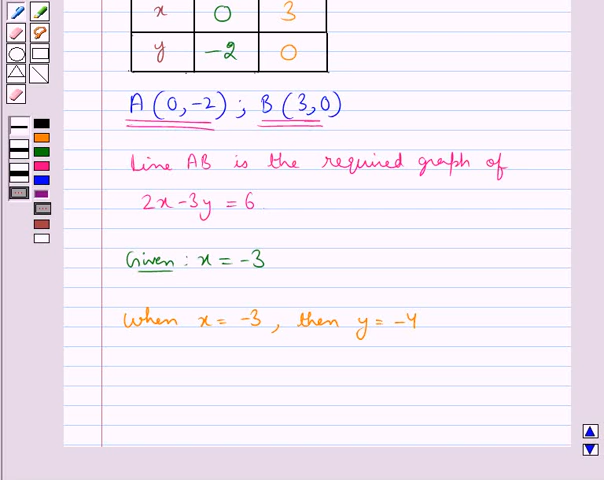 x 0 3
y -2 0
A (0, -2) ; B (3, 0)
Line AB is the required graph of
2x - 3y = 6
Given : x = -3
When x = -3 , then y = -4